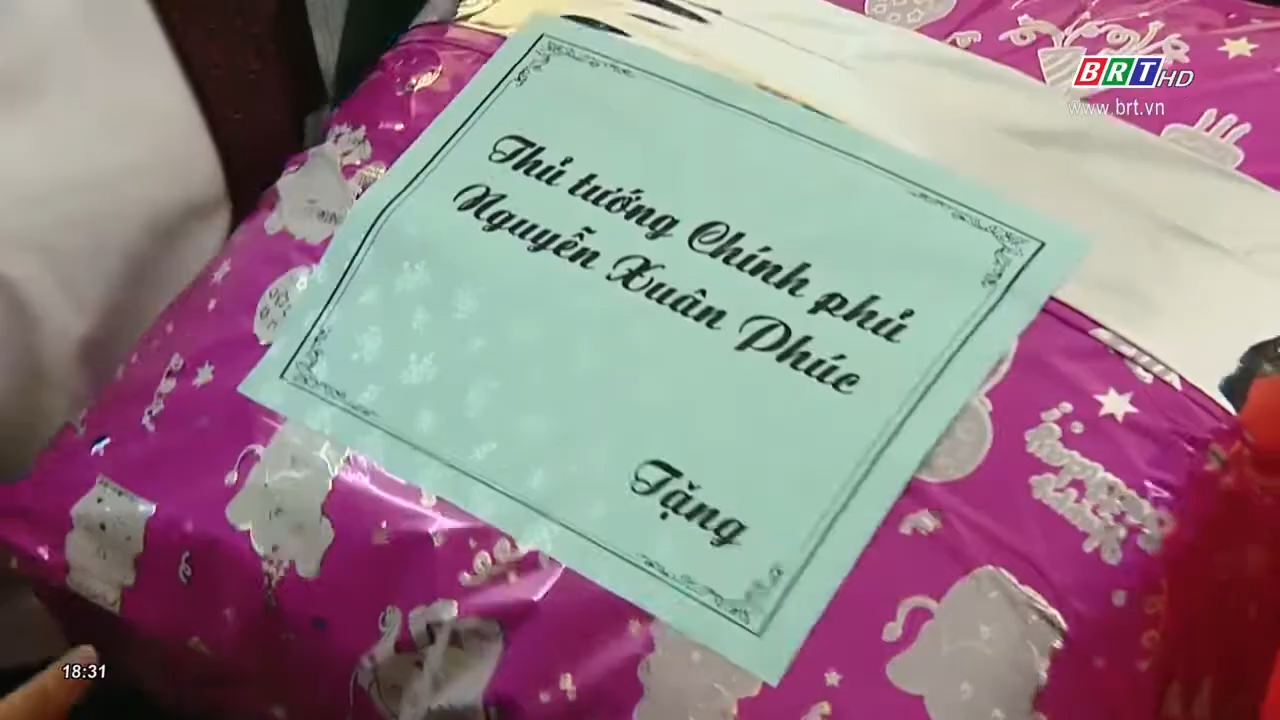 BRT HD
www.brt.vn
Thủ tướng Chính phủ
Nguyễn Xuân Phúc
Tặng
18:31